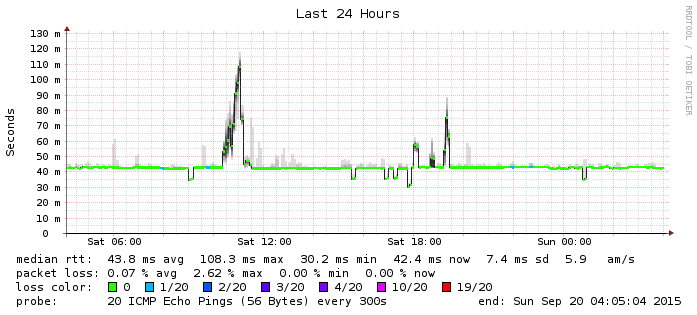 Last 24 Hours
RRDTOOL / TOBI OETIKER
Seconds
130 m
120 m
110 m
100 m
90 m
80 m
70 m
60 m
50 m
40 m
30 m
20 m
10 m
0
Sat 06:00 Sat 12:00 Sat 18:00 Sun 00:00
median rtt: 43.8 ms avg 108.3 ms max 30.2 ms min 42.4 ms now 7.4 ms sd 5.9 am/s
packet loss: 0.07 % avg 2.62 % max 0.00 % min 0.00 % now
loss color: 0 1/20 2/20 3/20 4/20 10/20 19/20
probe: 20 ICMP Echo Pings (56 Bytes) every 300s end: Sun Sep 20 04:05:04 2015